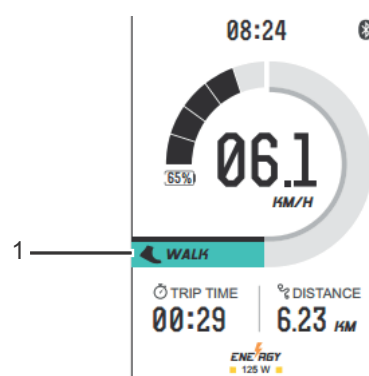 08:24
65%
06.1
KM/H
1
WALK
TRIP TIME
DISTANCE
00:29
6.23 KM
ENERGY
125 W